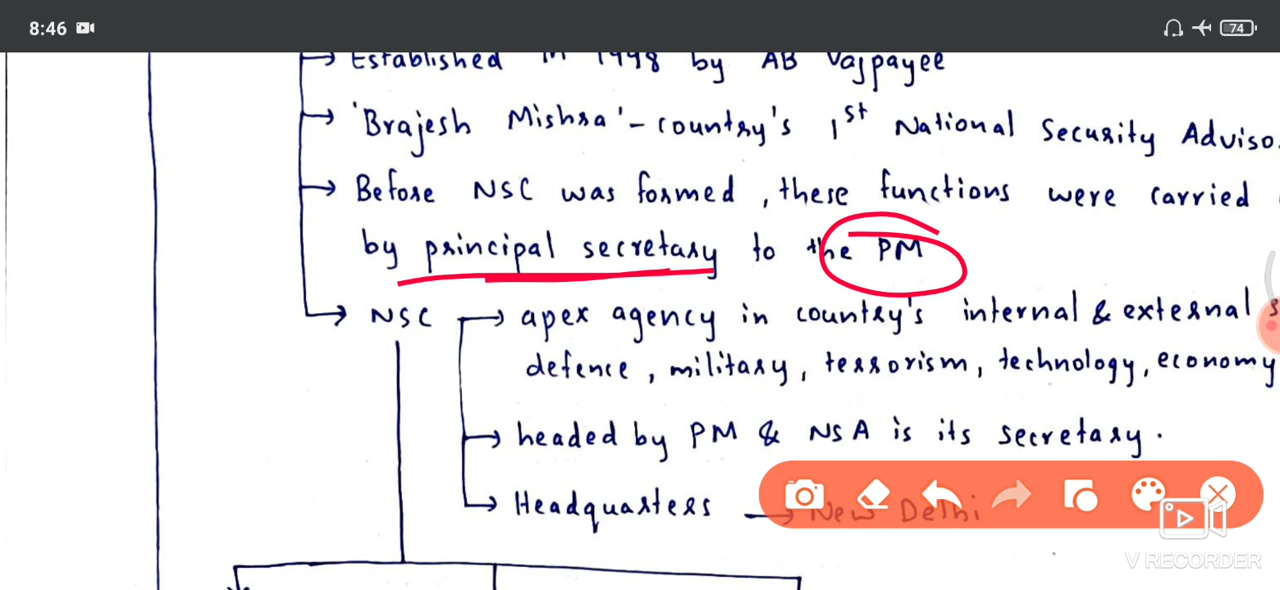 8:46
74
Established in 1998 by AB Vajpayee
'Brajesh Mishra' - country's 1st National Security Adviso
Before NSC was formed, these functions were carried
by principal secretary to the PM
NSC → apex agency in country's internal & external s
defence, military, terrorism, technology, economy
headed by PM & NSA is its secretary.
Headquarters → New Delhi
V RECORDER